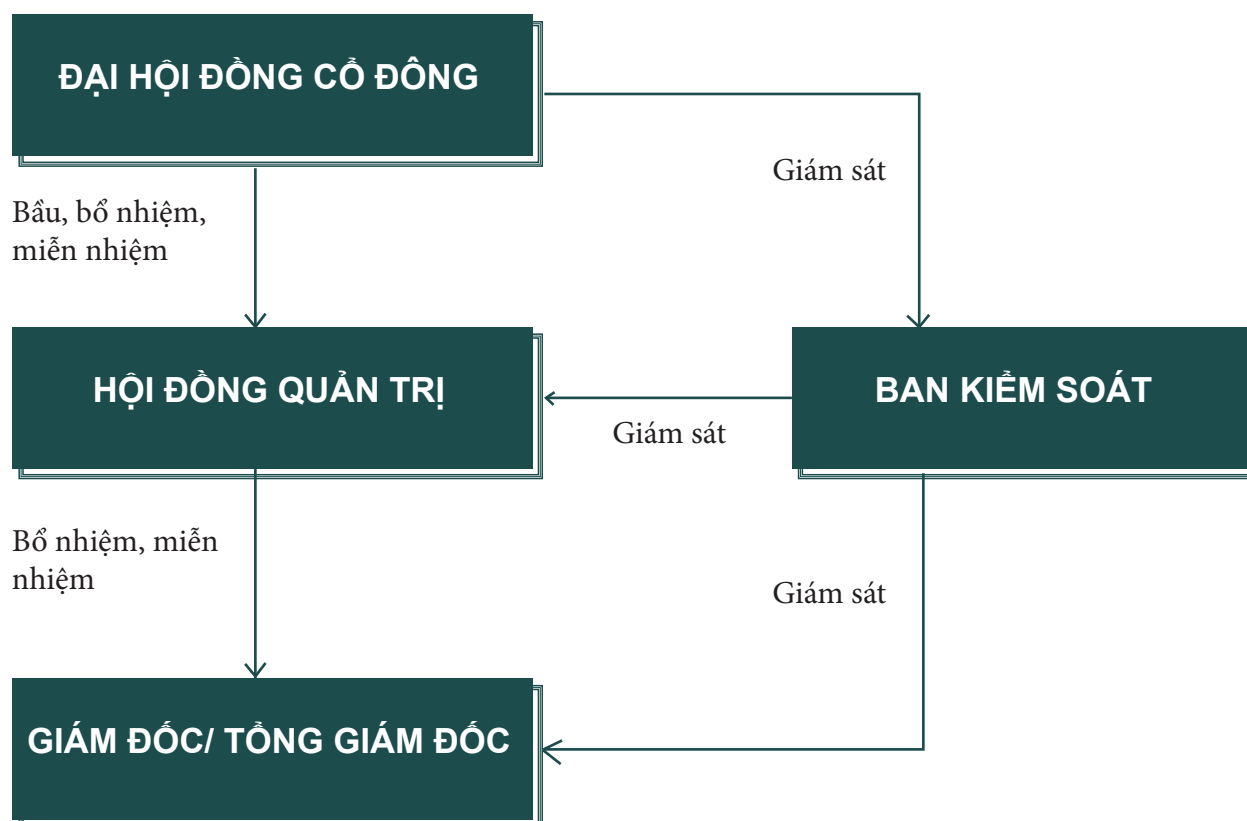 ĐẠI HỘI ĐỒNG CỔ ĐÔNG
Giám sát
Bầu, bổ nhiệm,
miễn nhiệm
HỘI ĐỒNG QUẢN TRỊ
BAN KIỂM SOÁT
Giám sát
Bổ nhiệm, miễn
nhiệm
Giám sát
GIÁM ĐỐC/ TỔNG GIÁM ĐỐC